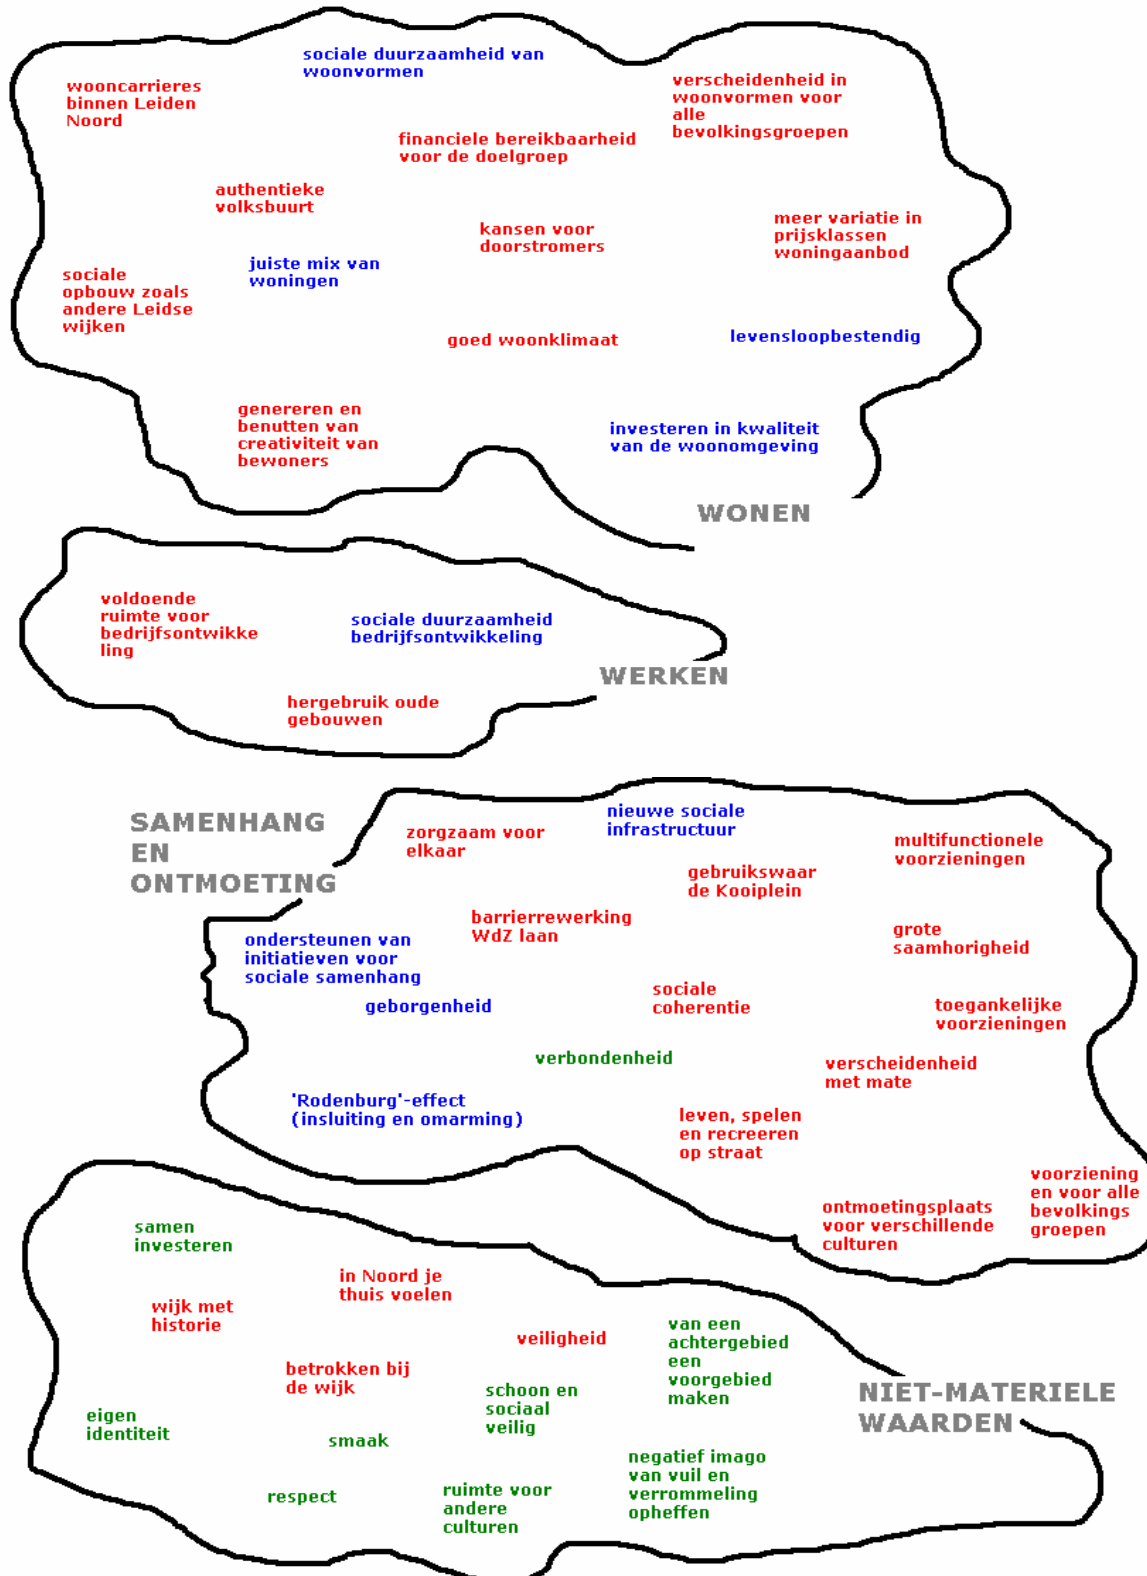 sociale duurzaamheid van
woonvormen
wooncarrieres
binnen Leiden
Noord
verscheidenheid in
woonvormen voor
alle
bevolkingsgroepen
financiele bereikbaarheid
voor de doelgroep
authentieke
volksbuurt
kansen voor
doorstromers
meer variatie in
prijsklassen
woningaanbod
juiste mix van
woningen
sociale
opbouw zoals
andere Leidse
wijken
goed woonklimaat
levensloopbestendig
genereren en
benutten van
creativiteit van
bewoners
investeren in kwaliteit
van de woonomgeving
WONEN
voldoende
ruimte voor
bedrijfsontwikke
ling
sociale duurzaamheid
bedrijfsontwikkeling
WERKEN
hergebruik oude
gebouwen
SAMENHANG
EN
ONTMOETING
zorgzaam voor
elkaar
nieuwe sociale
infrastructuur
multifunctionele
voorzieningen
gebruikswaar
de Kooiplein
barrierrewerking
WdZ laan
grote
saamhorigheid
ondersteunen van
initiatieven voor
sociale samenhang
geborgenheid
sociale
coherentie
toegankelijke
voorzieningen
verbondenheid
verscheidenheid
met mate
'Rodenburg'-effect
(insluiting en omarming)
leven, spelen
en recreeren
op straat
ontmoetingsplaats
voor verschillende
culturen
voorziening
en voor alle
bevolkings
groepen
samen
investeren
in Noord je
thuis voelen
wijk met
historie
veiligheid
van een
achtergebied
een
voorgebied
maken
betrokken bij
de wijk
schoon en
sociaal
veilig
NIET-MATERIELE
WAARDEN
eigen
identiteit
smaak
negatief imago
van vuil en
verrommeling
opheffen
respect
ruimte voor
andere
culturen